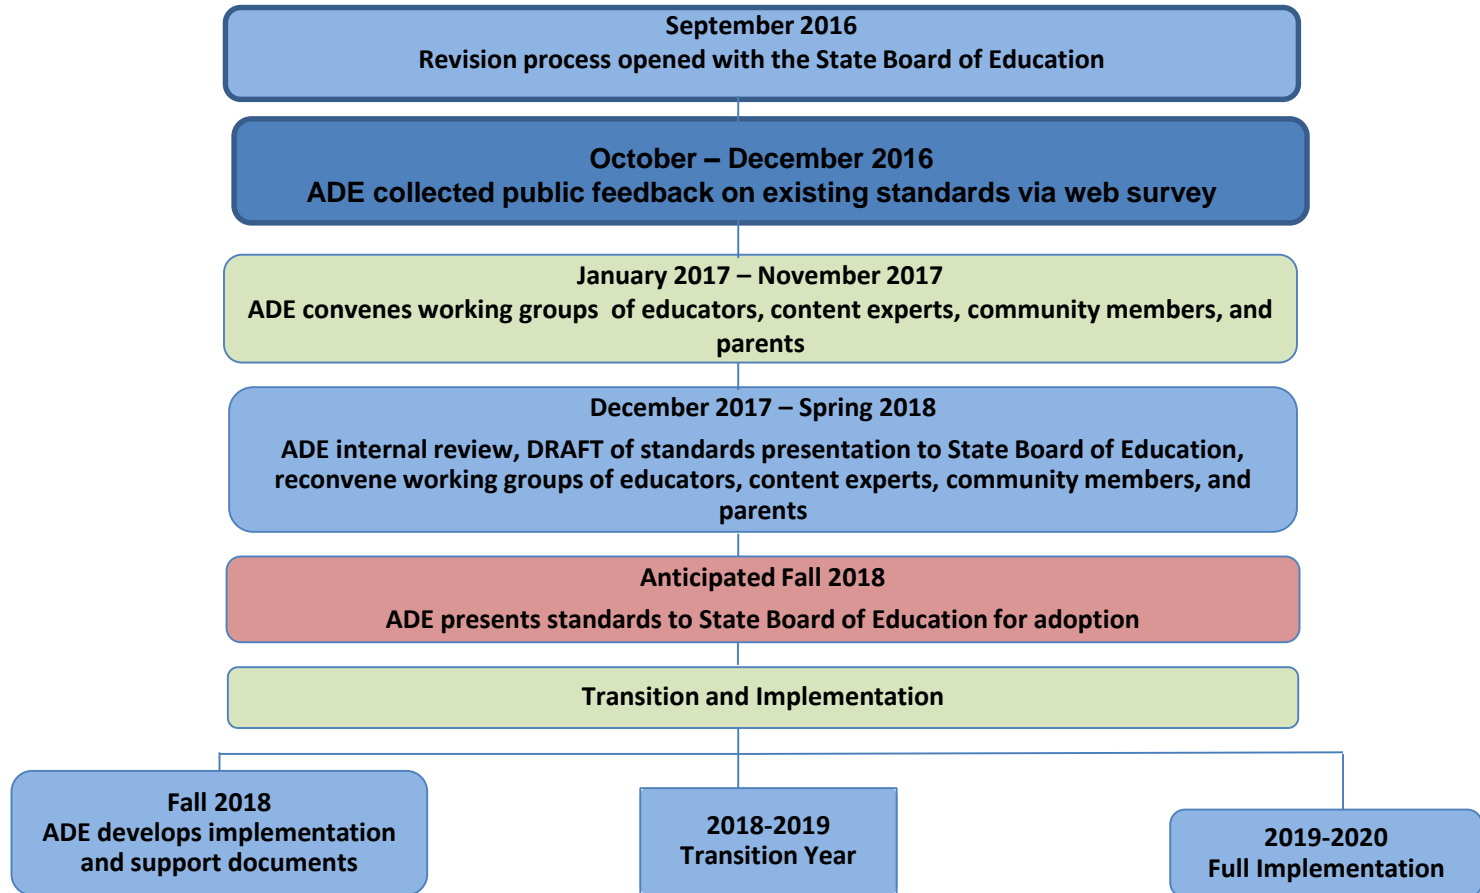 September 2016
Revision process opened with the State Board of Education
October – December 2016
ADE collected public feedback on existing standards via web survey
January 2017 – November 2017
ADE convenes working groups  of educators, content experts, community members, and
parents
December 2017 – Spring 2018
ADE internal review, DRAFT of standards presentation to State Board of Education,
reconvene working groups of educators, content experts, community members, and
parents
Anticipated Fall 2018
ADE presents standards to State Board of Education for adoption
Transition and Implementation
Fall 2018
ADE develops implementation
and support documents
2018-2019
Transition Year
2019-2020
Full Implementation